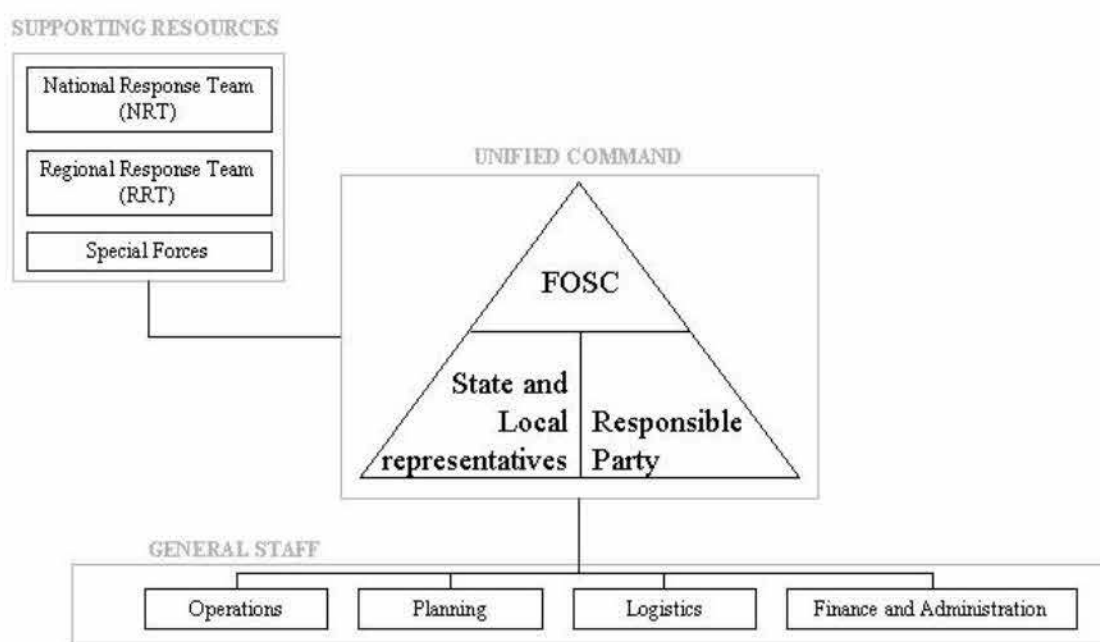 SUPPORTING RESOURCES
National Response Team
(NRT)
Regional Response Team
(RRT)
Special Forces
UNIFIED COMMAND
FOSC
State and
Local
representatives
Responsible
Party
GENERAL STAFF
Operations
Planning
Logistics
Finance and Administration